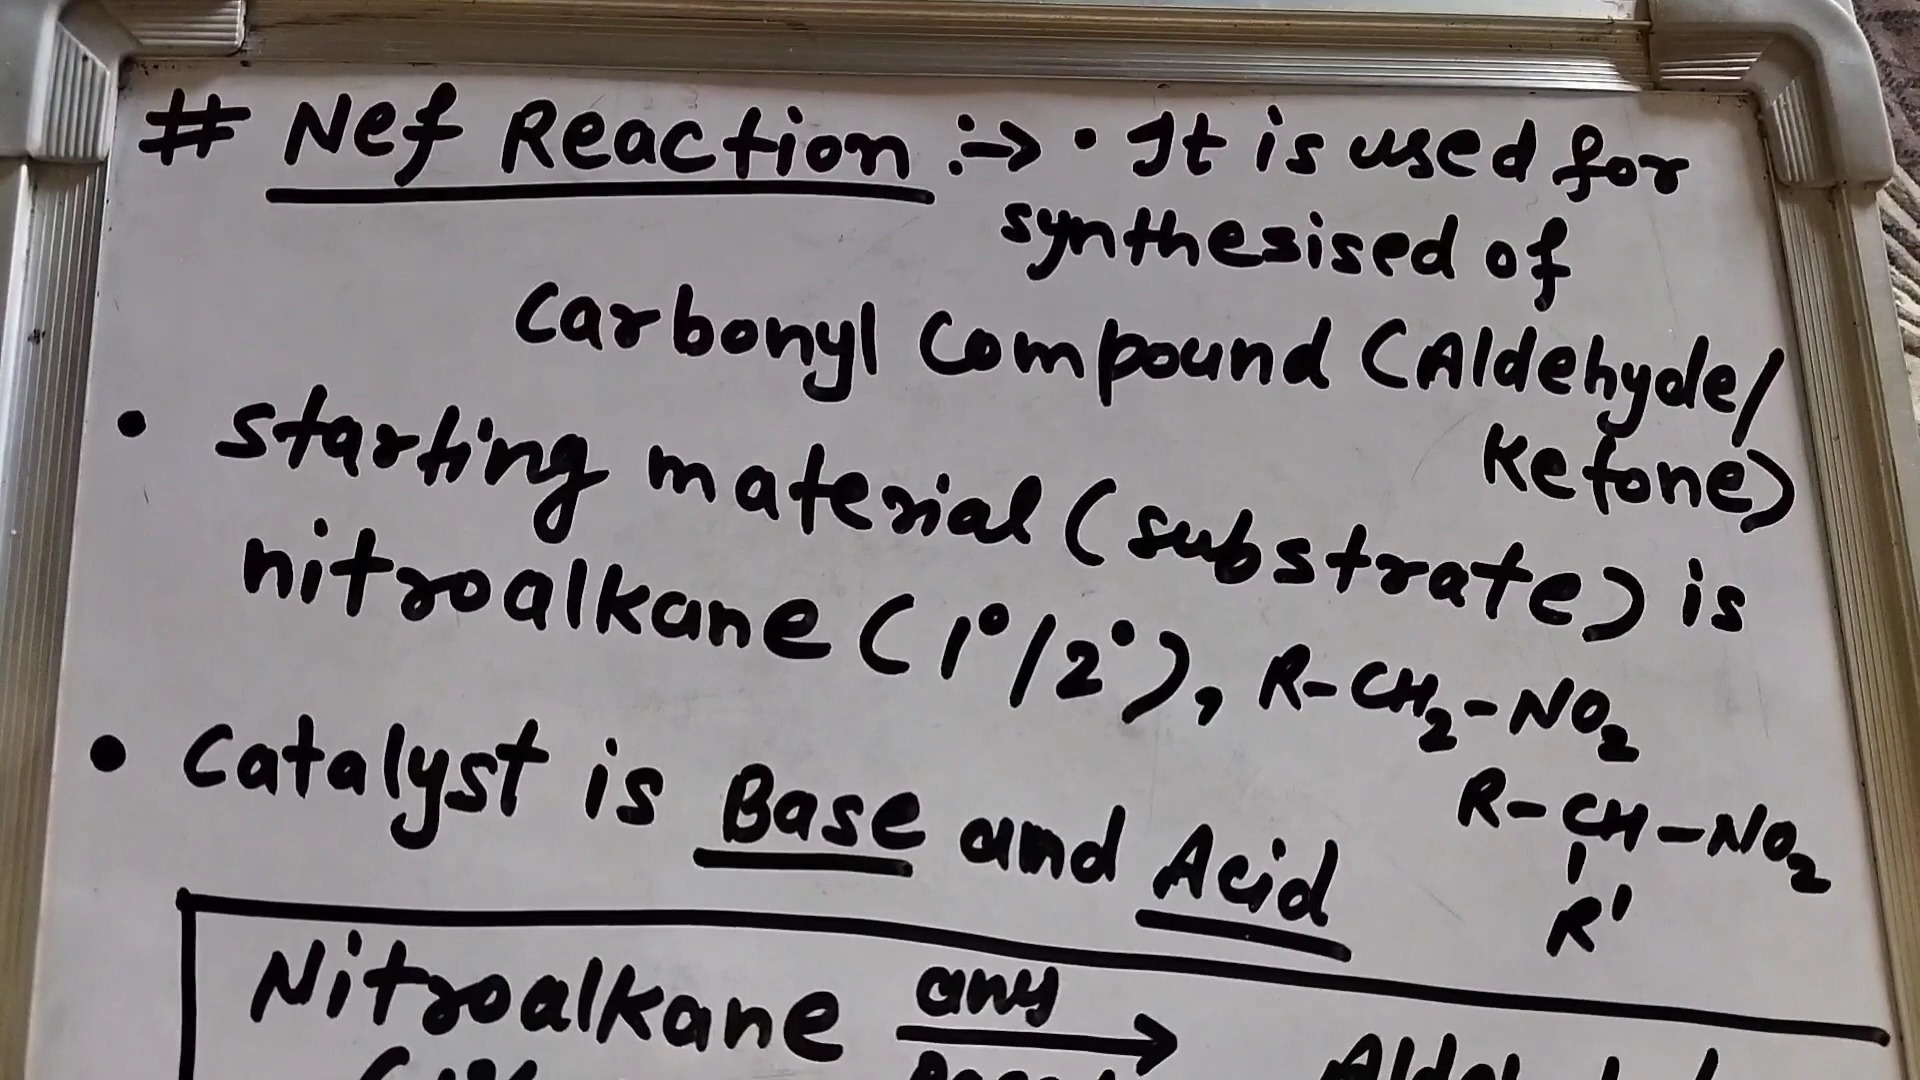 # Nef Reaction :→ • It is used for
synthesised of
Carbonyl Compound (Aldehyde/
Ketone)
• starting material (substrate) is
nitroalkane (1°/2°), R-CH₂-NO₂
R-CH-NO₂
R'
• Catalyst is Base and Acid
Nitroalkane any